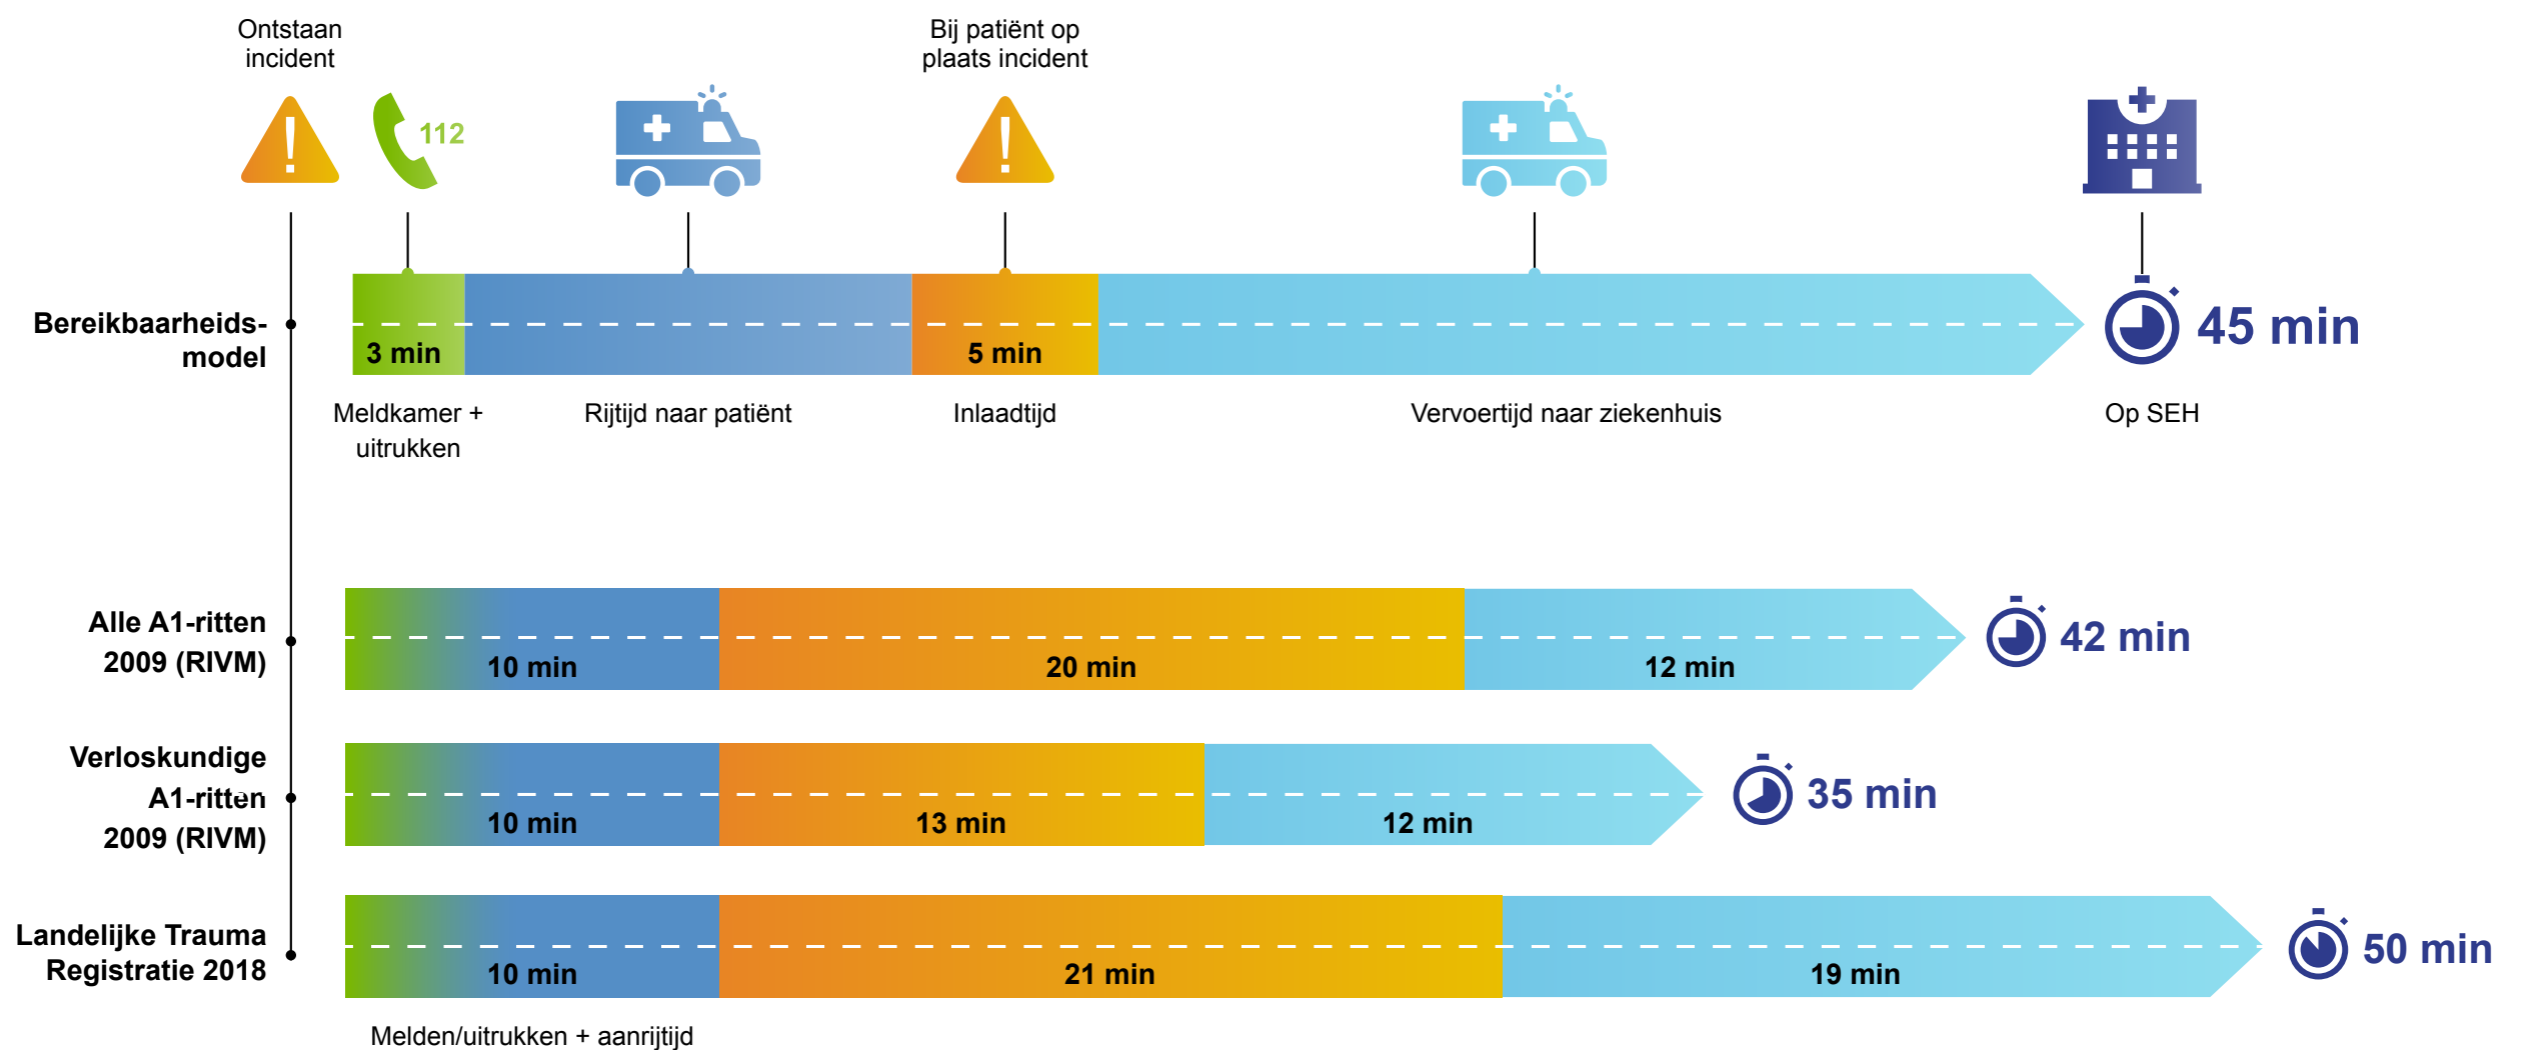 Ontstaan
incident
Bij patiënt op
plaats incident
112
Bereikbaarheids-
model
3 min
5 min
45 min
Meldkamer +
uitrukken
Rijtijd naar patiënt
Inlaadtijd
Vervoertijd naar ziekenhuis
Op SEH
Alle A1-ritten
2009 (RIVM)
10 min
20 min
12 min
42 min
Verloskundige
A1-ritten
2009 (RIVM)
10 min
13 min
12 min
35 min
Landelijke Trauma
Registratie 2018
10 min
21 min
19 min
50 min
Melden/uitrukken + aanrijtijd